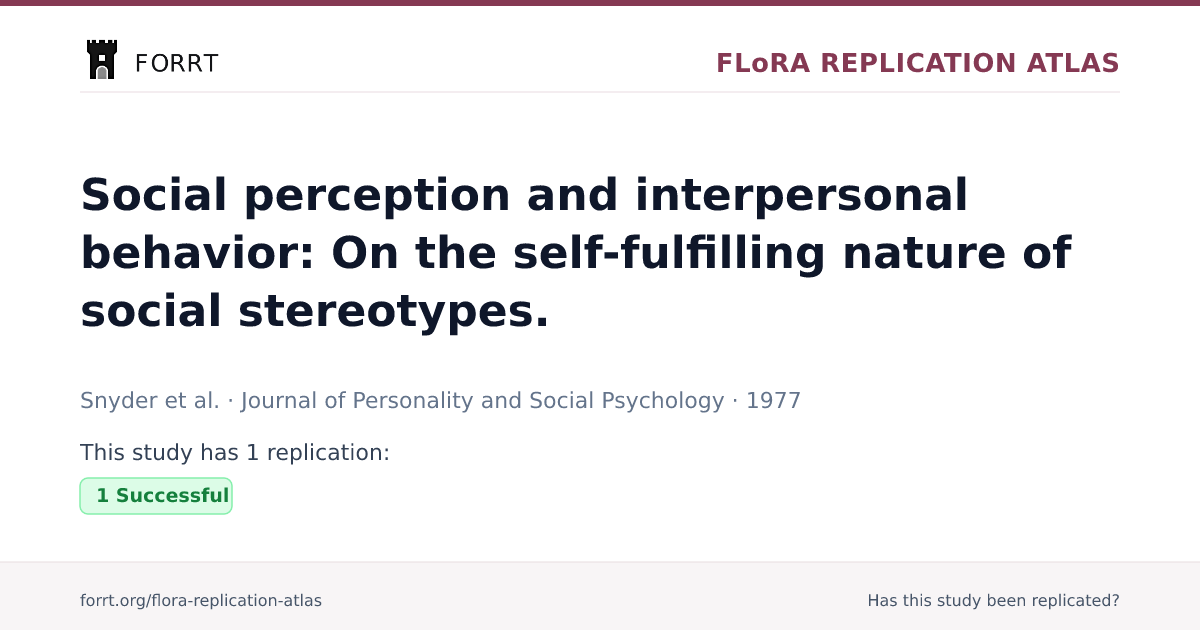 FORRT
FLoRA REPLICATION ATLAS
Social perception and interpersonal
behavior: On the self-fulfilling nature of
social stereotypes.
Snyder et al. · Journal of Personality and Social Psychology · 1977
This study has 1 replication:
1 Successful
forrt.org/flora-replication-atlas
Has this study been replicated?